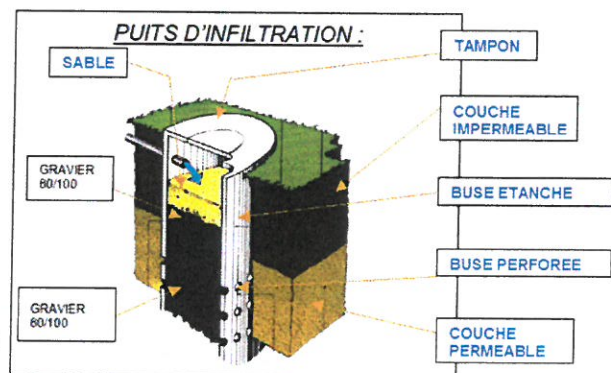 PUITS D'INFILTRATION :
SABLE
TAMPON
COUCHE
IMPERMEABLE
GRAVIER
60/100
BUSE ETANCHE
BUSE PERFOREE
GRAVIER
60/100
COUCHE
PERMEABLE